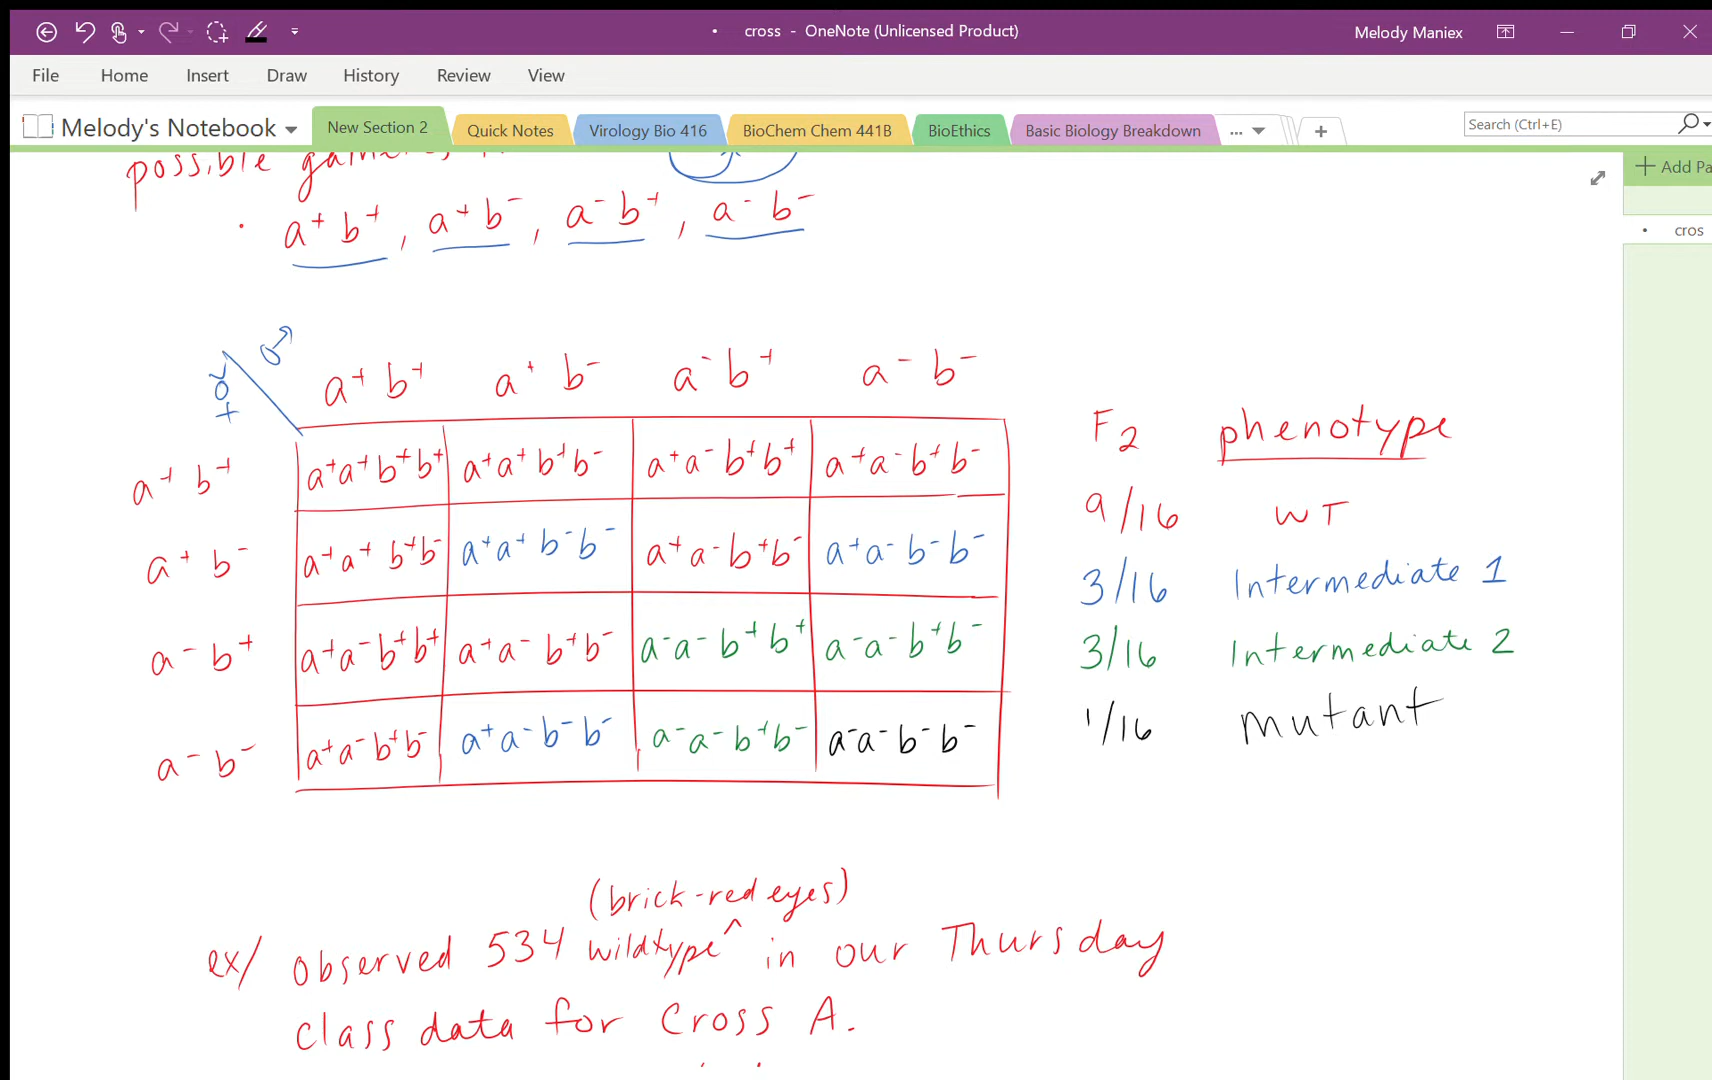 cross - OneNote (Unlicensed Product)
Melody Maniex
File Home Insert Draw History Review View
Melody's Notebook New Section 2 Quick Notes Virology Bio 416 BioChem Chem 441B BioEthics Basic Biology Breakdown ... +
Search (Ctrl+E)
+ Add Pa
• cros
possible
• a⁺ b⁺, a⁺ b⁻, a⁻ b⁺, a⁻ b⁻
♀ ♂
a⁺ b⁺ a⁺ b⁻ a⁻ b⁺ a⁻ b⁻
a⁺ b⁺ a⁺a⁺b⁺b⁺ a⁺a⁺b⁺b⁻ a⁺a⁻b⁺b⁺ a⁺a⁻b⁺b⁻
a⁺ b⁻ a⁺a⁺b⁺b⁻ a⁺a⁺b⁻b⁻ a⁺a⁻b⁺b⁻ a⁺a⁻b⁻b⁻
a⁻ b⁺ a⁺a⁻b⁺b⁺ a⁺a⁻b⁺b⁻ a⁻a⁻b⁺b⁺ a⁻a⁻b⁺b⁻
a⁻ b⁻ a⁺a⁻b⁺b⁻ a⁺a⁻b⁻b⁻ a⁻a⁻b⁺b⁻ a⁻a⁻b⁻b⁻
F₂ phenotype
9/16 WT
3/16 Intermediate 1
3/16 Intermediate 2
1/16 mutant
(brick-red eyes)
ex/ observed 534 wildtype^ in our Thursday
class data for Cross A.